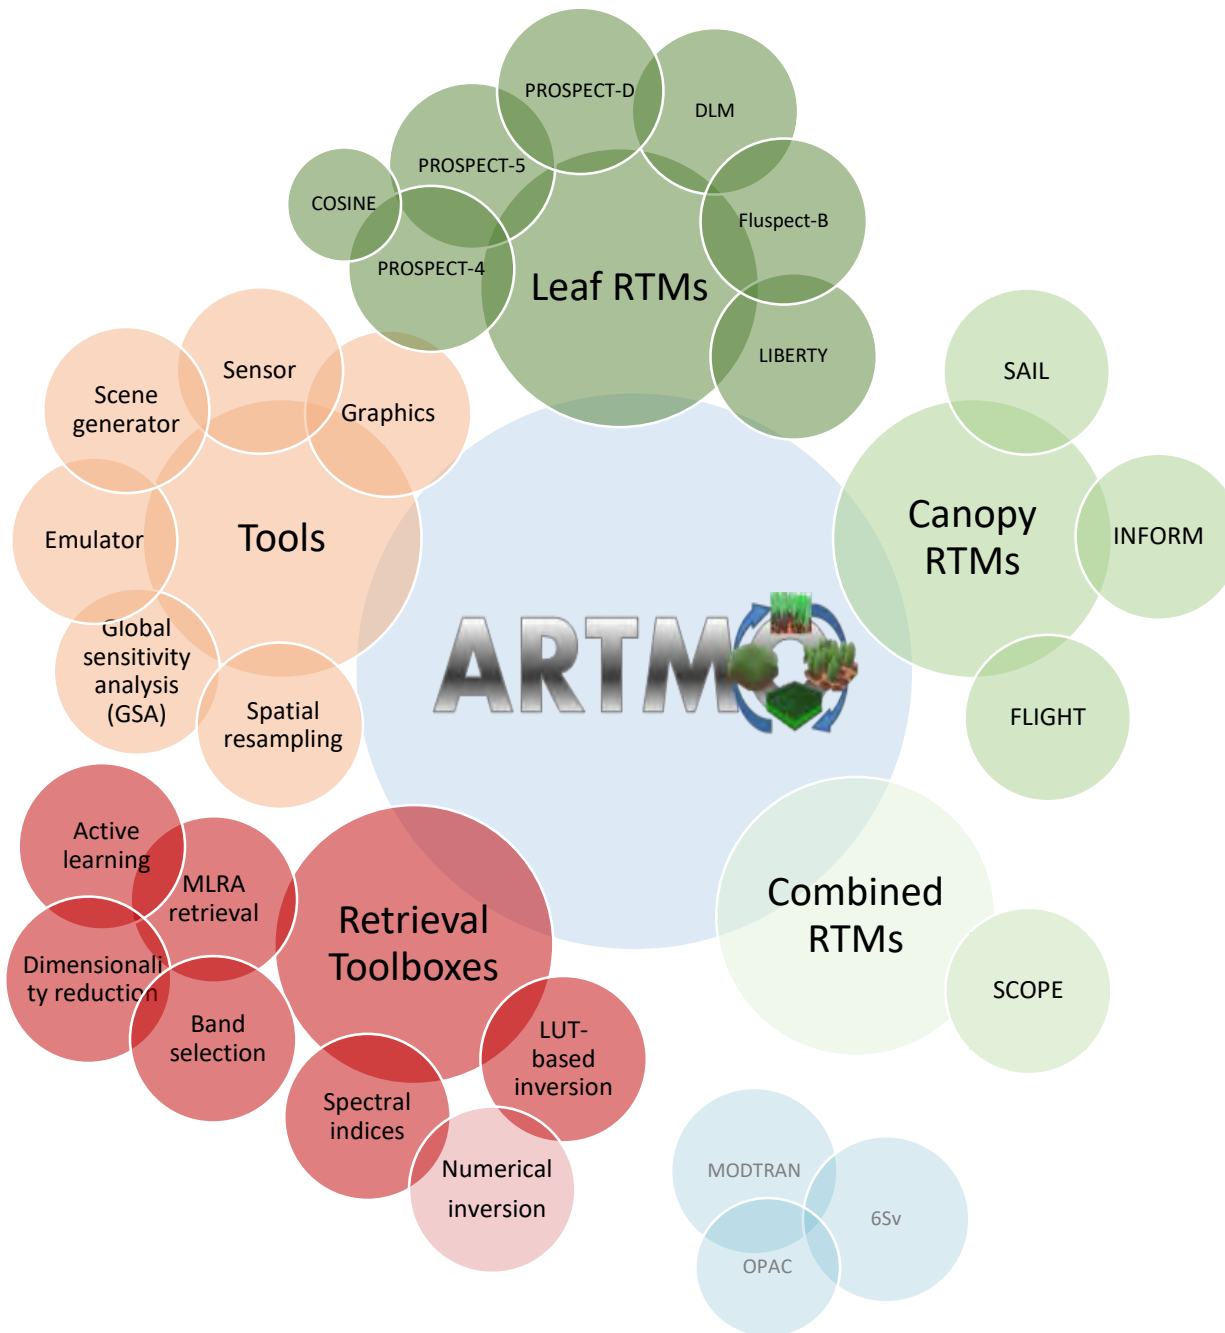 PROSPECT-D
DLM
PROSPECT-5
COSINE
Fluspect-B
PROSPECT-4
Leaf RTMs
LIBERTY
Sensor
Scene
generator
Graphics
Emulator
Tools
Global
sensitivity
analysis
(GSA)
Spatial
resampling
SAIL
Canopy
RTMs
INFORM
FLIGHT
ARTMO
Combined
RTMs
SCOPE
Retrieval
Toolboxes
Active
learning
MLRA
retrieval
Dimensionali
ty reduction
Band
selection
LUT-
based
inversion
Spectral
indices
Numerical
inversion
MODTRAN
6Sv
OPAC